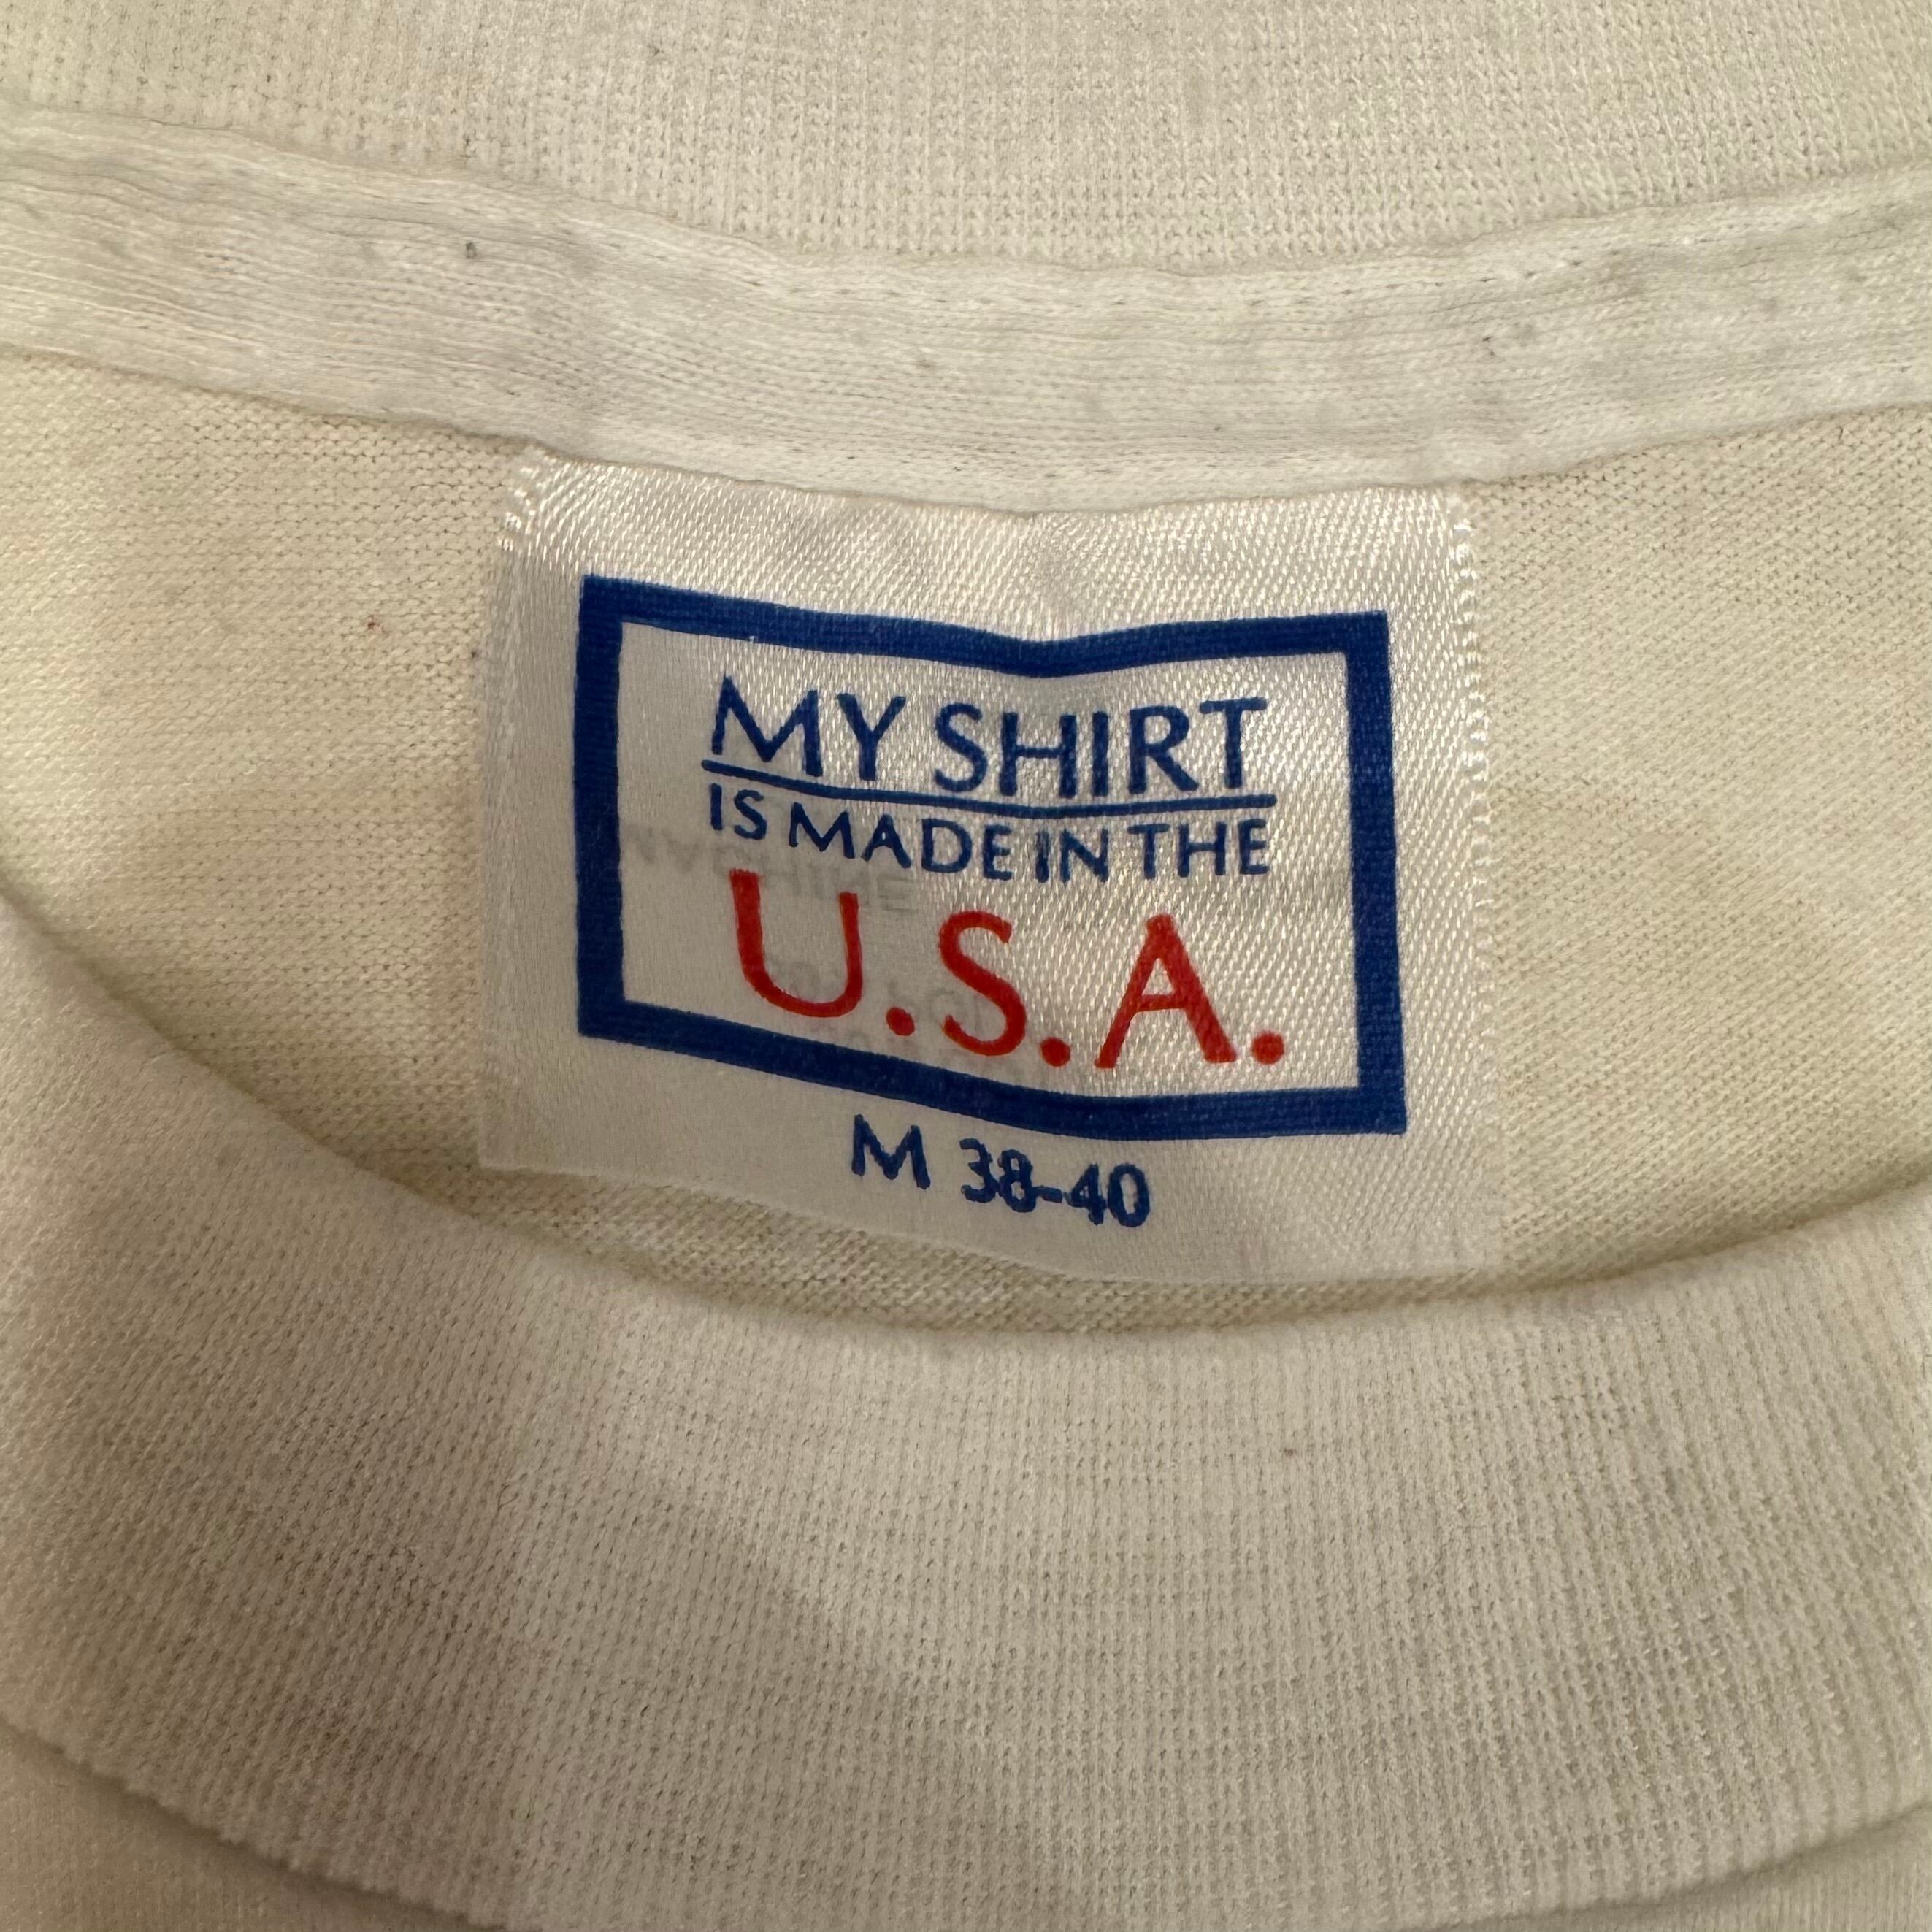 MY SHIRT
IS MADE IN THE
U.S.A.
M 38-40